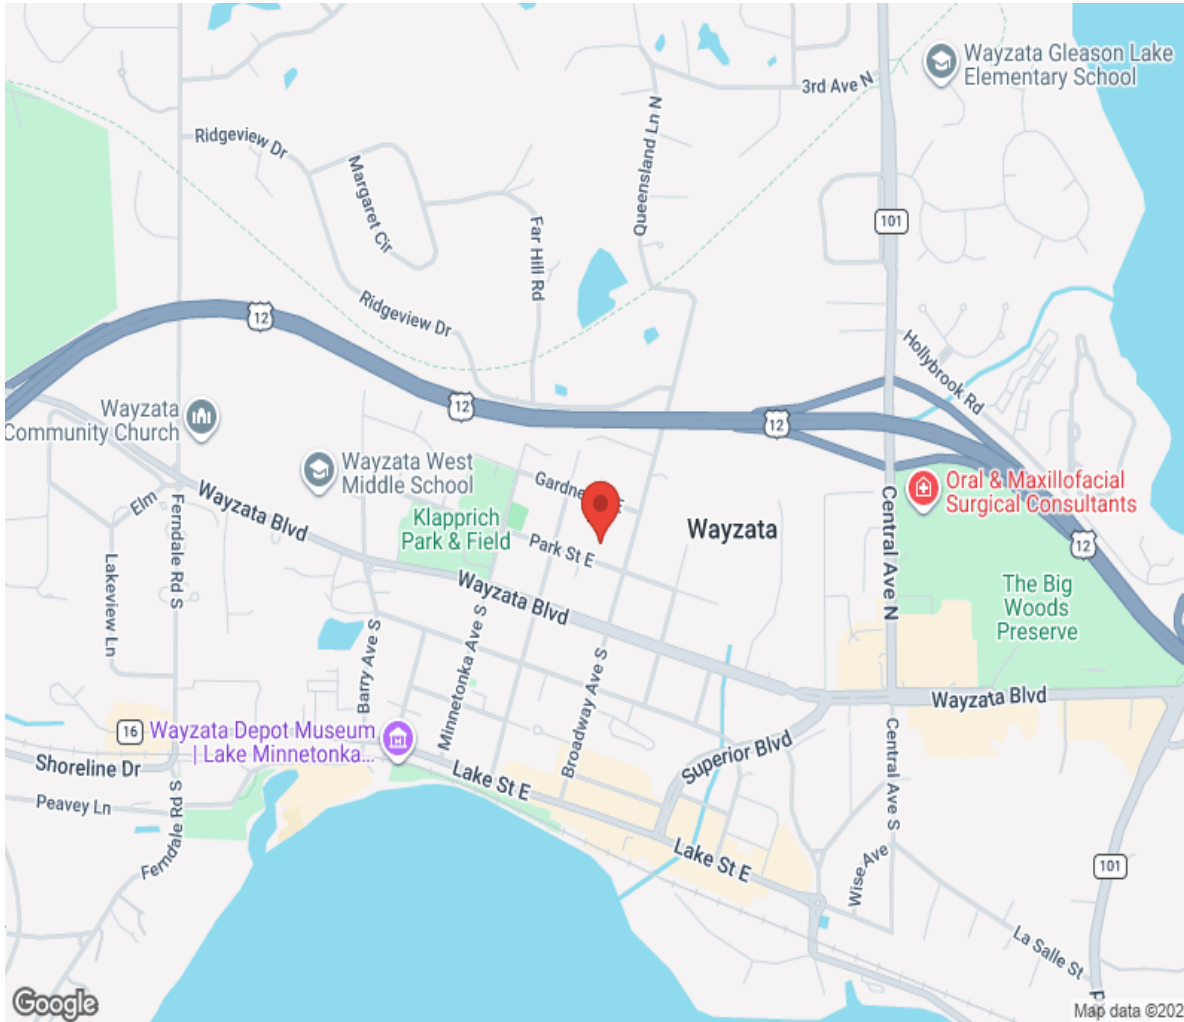 Wayzata Gleason Lake
Elementary School
3rd Ave N
Queensland Ln N
Ridgeview Dr
Margaret Cir
101
Far Hill Rd
Ridgeview Dr
12
Hollybrook Rd
12
12
Wayzata
Community Church
Wayzata West
Middle School
Oral & Maxillofacial
Surgical Consultants
Elm
Ferndale Rd S
Wayzata Blvd
Klapprich
Park & Field
Park St E
Wayzata
Central Ave N
12
Lakeview Ln
Wayzata Blvd
The Big
Woods
Preserve
Barry Ave S
Minnetonka Ave S
Broadway Ave S
Wayzata Blvd
16
Wayzata Depot Museum
| Lake Minnetonka...
Shoreline Dr
Superior Blvd
Central Ave S
Peavey Ln
Lake St E
Ferndale Rd S
Lake St E
Wise Ave
101
La Salle St
Google
Map data ©202